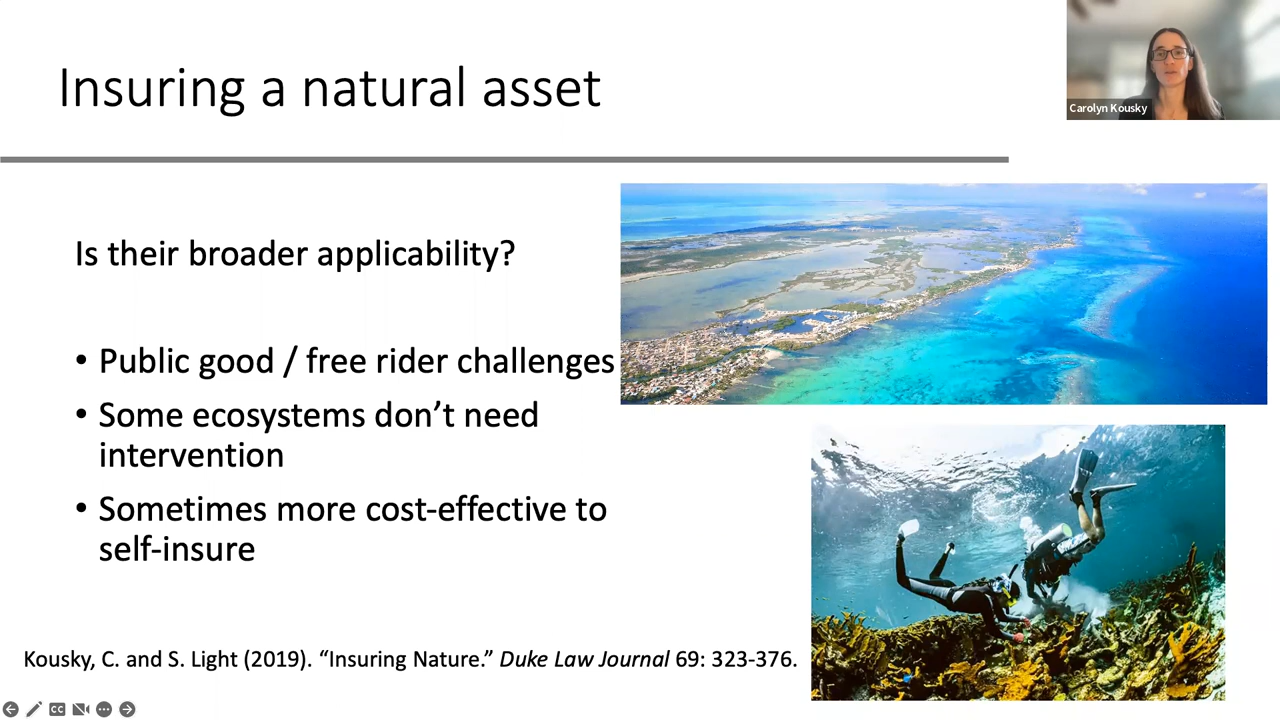 Insuring a natural asset
Carolyn Kousky
Is their broader applicability?
• Public good / free rider challenges
• Some ecosystems don’t need
intervention
• Sometimes more cost-effective to
self-insure
Kousky, C. and S. Light (2019). “Insuring Nature.” Duke Law Journal 69: 323-376.
CC